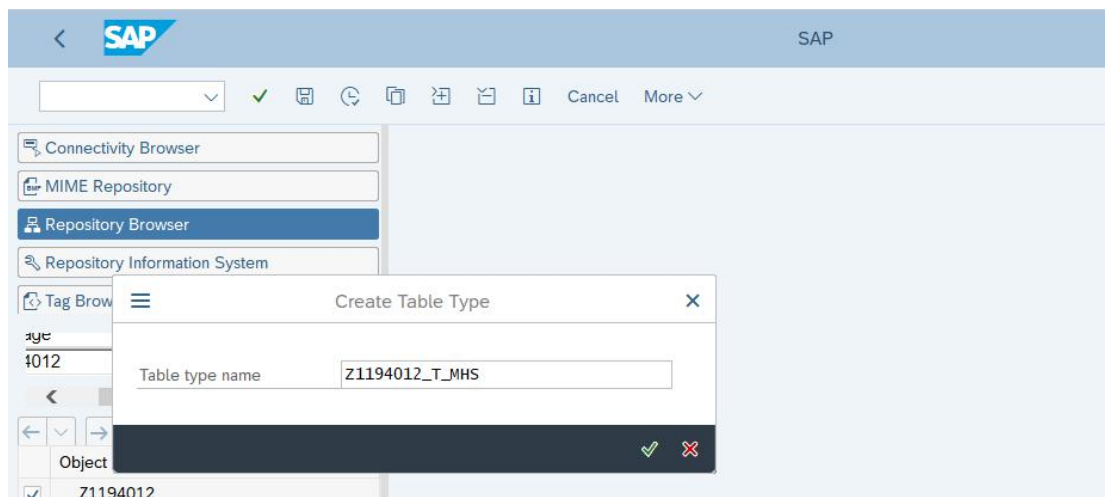 SAP
SAP
Cancel More
Connectivity Browser
MIME Repository
Repository Browser
Repository Information System
Tag Brow
Create Table Type
4012
Table type name Z1194012_T_MHS
Object
Z1194012